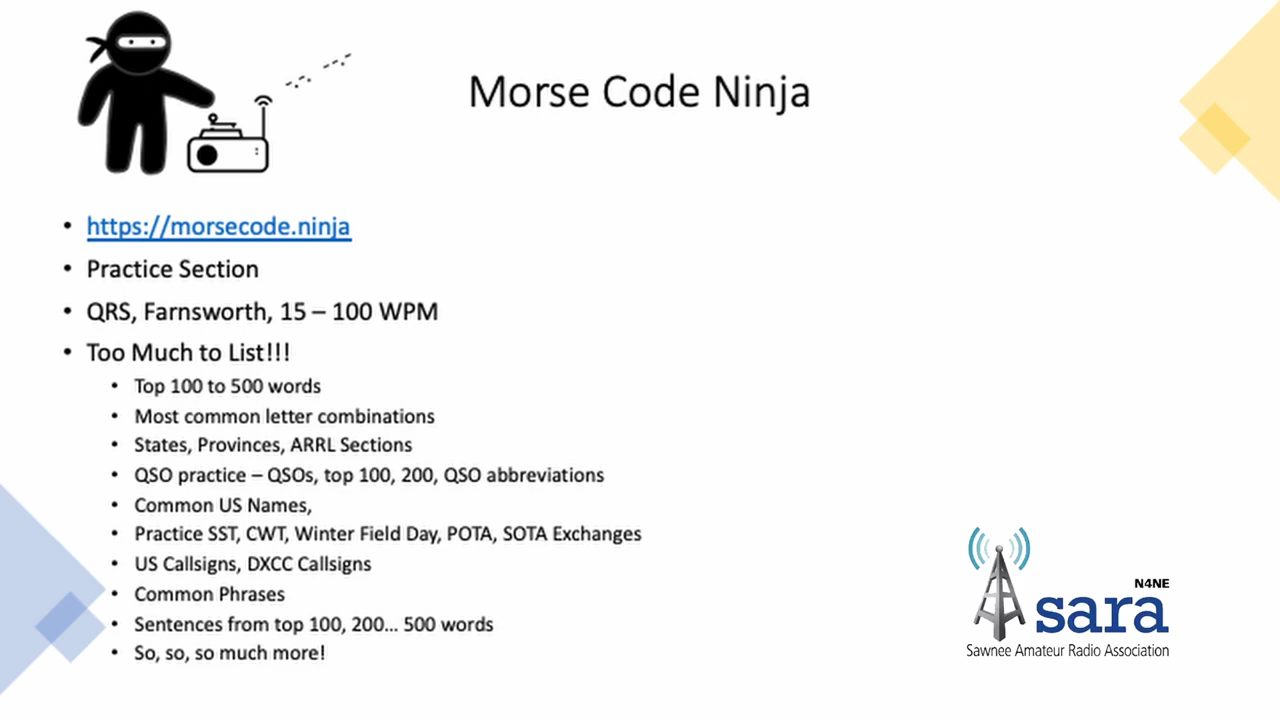 Morse Code Ninja
• https://morsecode.ninja
• Practice Section
• QRS, Farnsworth, 15 – 100 WPM
• Too Much to List!!!
• Top 100 to 500 words
• Most common letter combinations
• States, Provinces, ARRL Sections
• QSO practice – QSOs, top 100, 200, QSO abbreviations
• Common US Names,
• Practice SST, CWT, Winter Field Day, POTA, SOTA Exchanges
• US Callsigns, DXCC Callsigns
• Common Phrases
• Sentences from top 100, 200... 500 words
• So, so, so much more!
N4NE
sara
Sawnee Amateur Radio Association